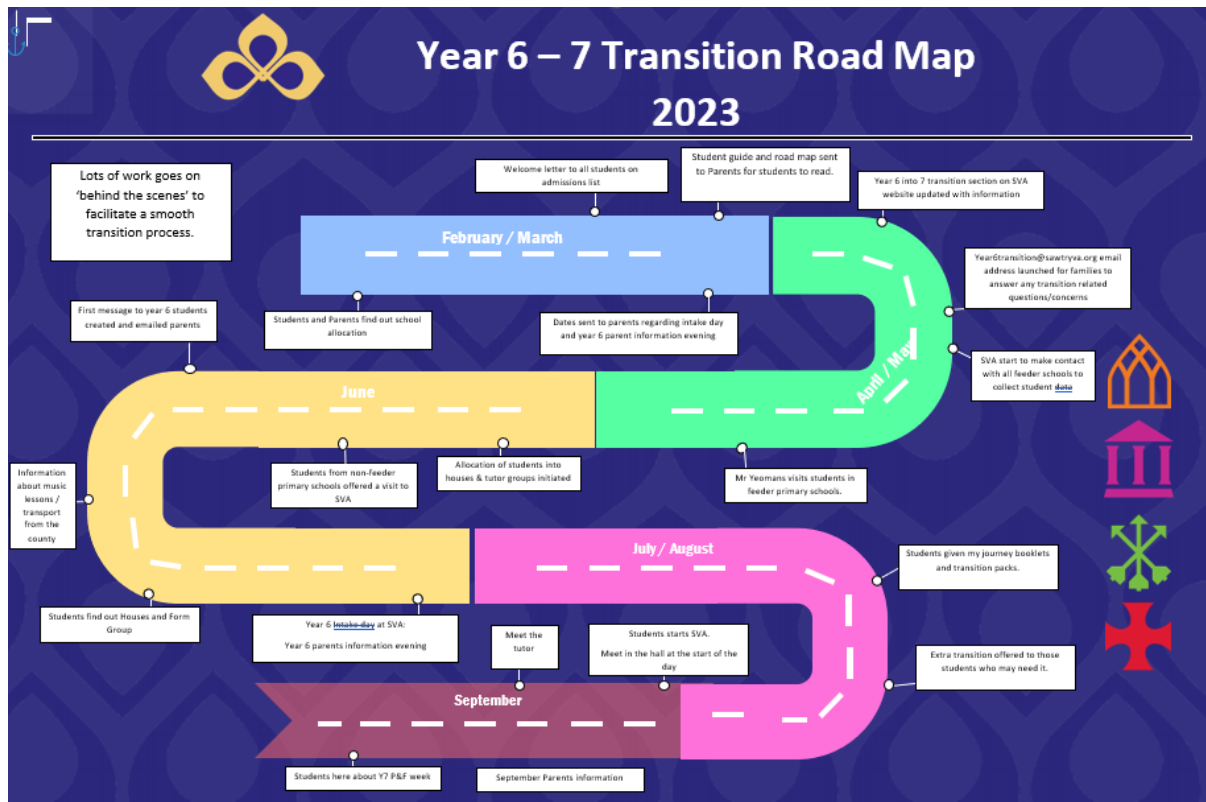 Year 6 – 7 Transition Road Map
2023
Lots of work goes on
‘behind the scenes’ to
facilitate a smooth
transition process.
Welcome letter to all students on
admissions list
Student guide and road map sent
to Parents for students to read.
Year 6 into 7 transition section on SVA
website updated with information
February / March
Year6transition@sawtryva.org email
address launched for families to
answer any transition related
questions/concerns
First message to year 6 students
created and emailed parents
Students and Parents find out school
allocation
Dates sent to parents regarding intake day
and year 6 parent information evening
SVA start to make contact
with all feeder schools to
collect student data
April / May
June
Information
about music
lessons /
transport
from the
county
Students from non-feeder
primary schools offered a visit to
SVA
Allocation of students into
houses & tutor groups initiated
Mr Yeomans visits students in
feeder primary schools.
July / August
Students given my journey booklets
and transition packs.
Students find out Houses and Form
Group
Year 6 Intake day at SVA:
Year 6 parents information evening
Meet the
tutor
Students starts SVA.
Meet in the hall at the start of the
day
Extra transition offered to those
students who may need it.
September
Students here about Y7 P&F week
September Parents information